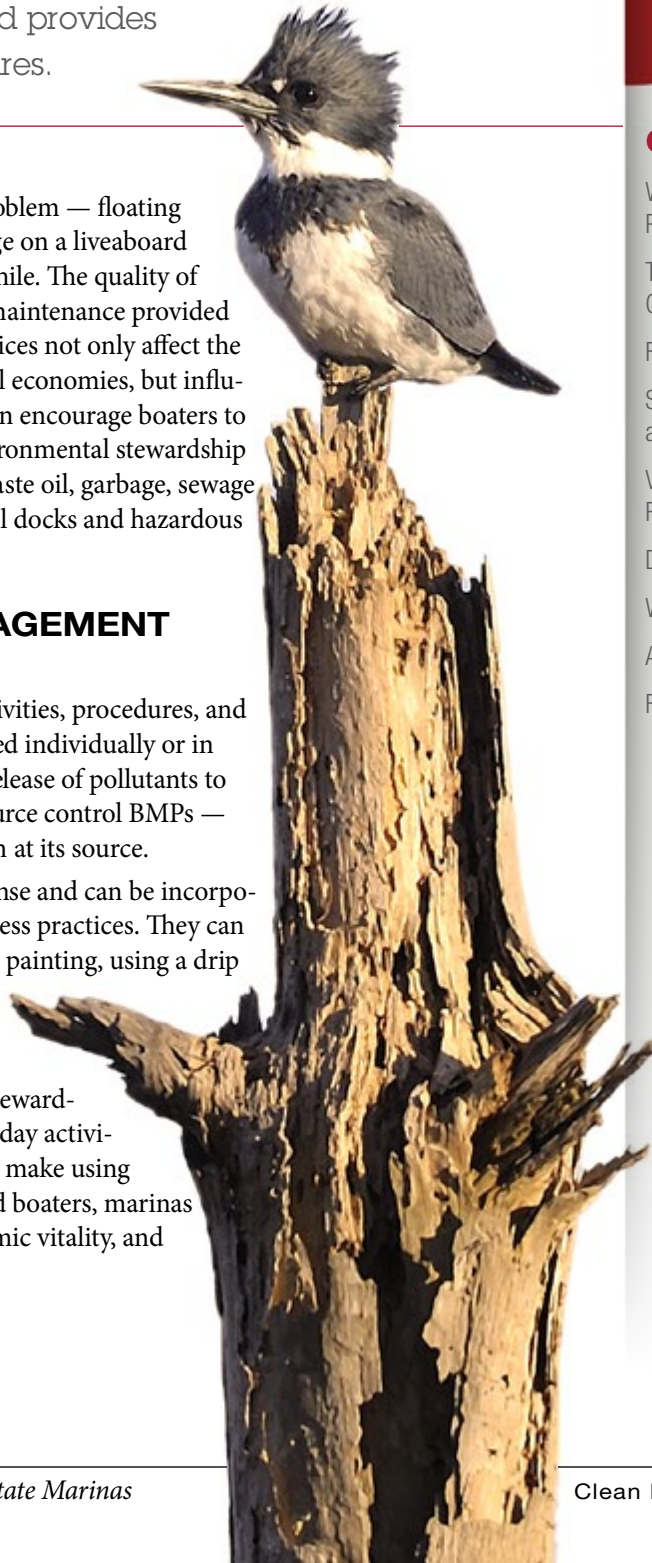 d provides
res.
oblem — floating
ge on a liveaboard
hile. The quality of
maintenance provided
ices not only affect the
l economies, but influ-
n encourage boaters to
ironmental stewardship
aste oil, garbage, sewage
l docks and hazardous
AGEMENT
ivities, procedures, and
ed individually or in
elease of pollutants to
urce control BMPs —
n at its source.
nse and can be incorpo-
ess practices. They can
painting, using a drip
eward-
day activi-
make using
d boaters, marinas
mic vitality, and
tate Marinas
Clean